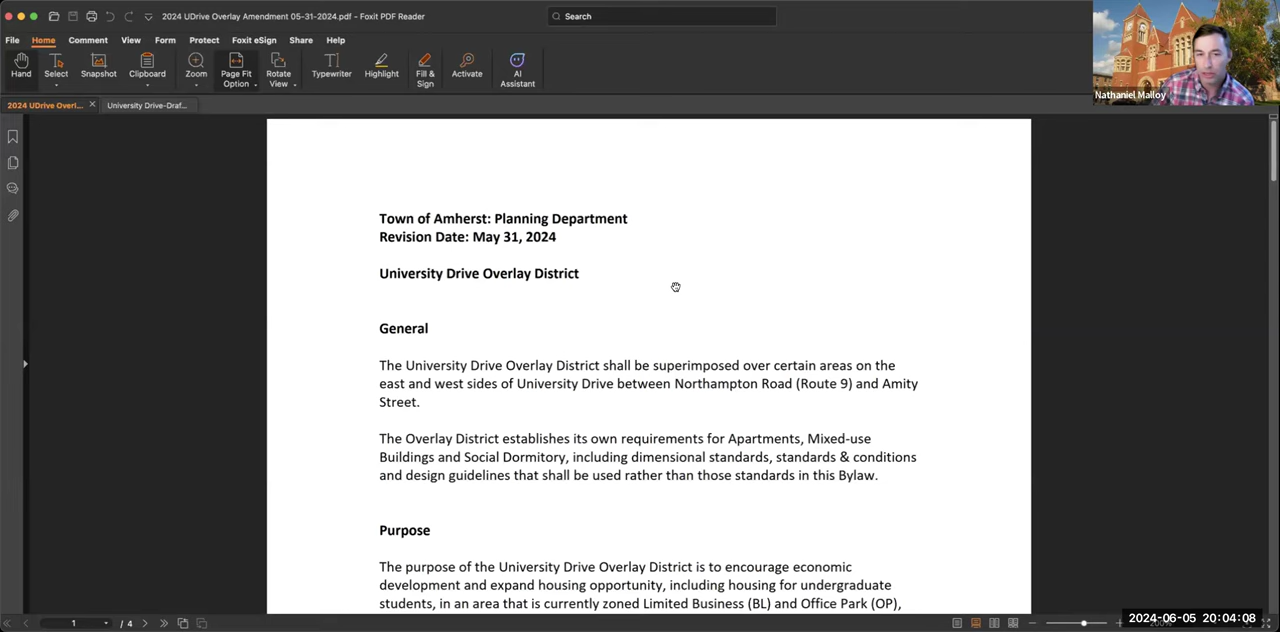 2024 UDrive Overlay Amendment 05-31-2024.pdf - Foxit PDF Reader
Search
File Home Comment View Form Protect Foxit eSign Share Help
Hand Select Snapshot Clipboard Zoom Page Fit Option Rotate View Typewriter Highlight Fill & Sign Activate AI Assistant
Nathaniel Malloy
2024 UDrive Overl... University Drive-Draf...
Town of Amherst: Planning Department
Revision Date: May 31, 2024
University Drive Overlay District
General
The University Drive Overlay District shall be superimposed over certain areas on the
east and west sides of University Drive between Northampton Road (Route 9) and Amity
Street.
The Overlay District establishes its own requirements for Apartments, Mixed-use
Buildings and Social Dormitory, including dimensional standards, standards & conditions
and design guidelines that shall be used rather than those standards in this Bylaw.
Purpose
The purpose of the University Drive Overlay District is to encourage economic
development and expand housing opportunity, including housing for undergraduate
students, in an area that is currently zoned Limited Business (BL) and Office Park (OP),
1 / 4
2024-06-05 20:04:08